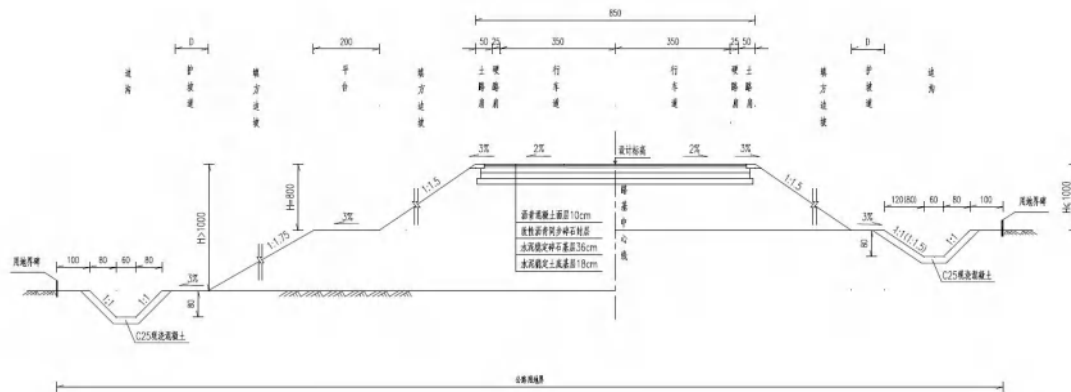 850
50 25 350 350 25 50
D 200 D
边沟 护坡道 填方边坡 平台 填方边坡 土路肩 硬路肩 行车道 行车道 硬路肩 土路肩 填方边坡 护坡道 边沟
3% 2% 设计标高 2% 3%
H>1000 H=800 1:1.5 路基中心线 1:1.5 H≤1000
沥青混凝土面层10cm
改性沥青同步碎石封层
水泥稳定碎石基层36cm
水泥稳定土底基层18cm
120(80) 60 80 100 用地界碑
3% 3%
1:1.75 80 1:1(1:1.5) 1:1
C25现浇混凝土
用地界碑 100 80 60 80 3%
1:1 1:1 80
C25现浇混凝土
公路用地界